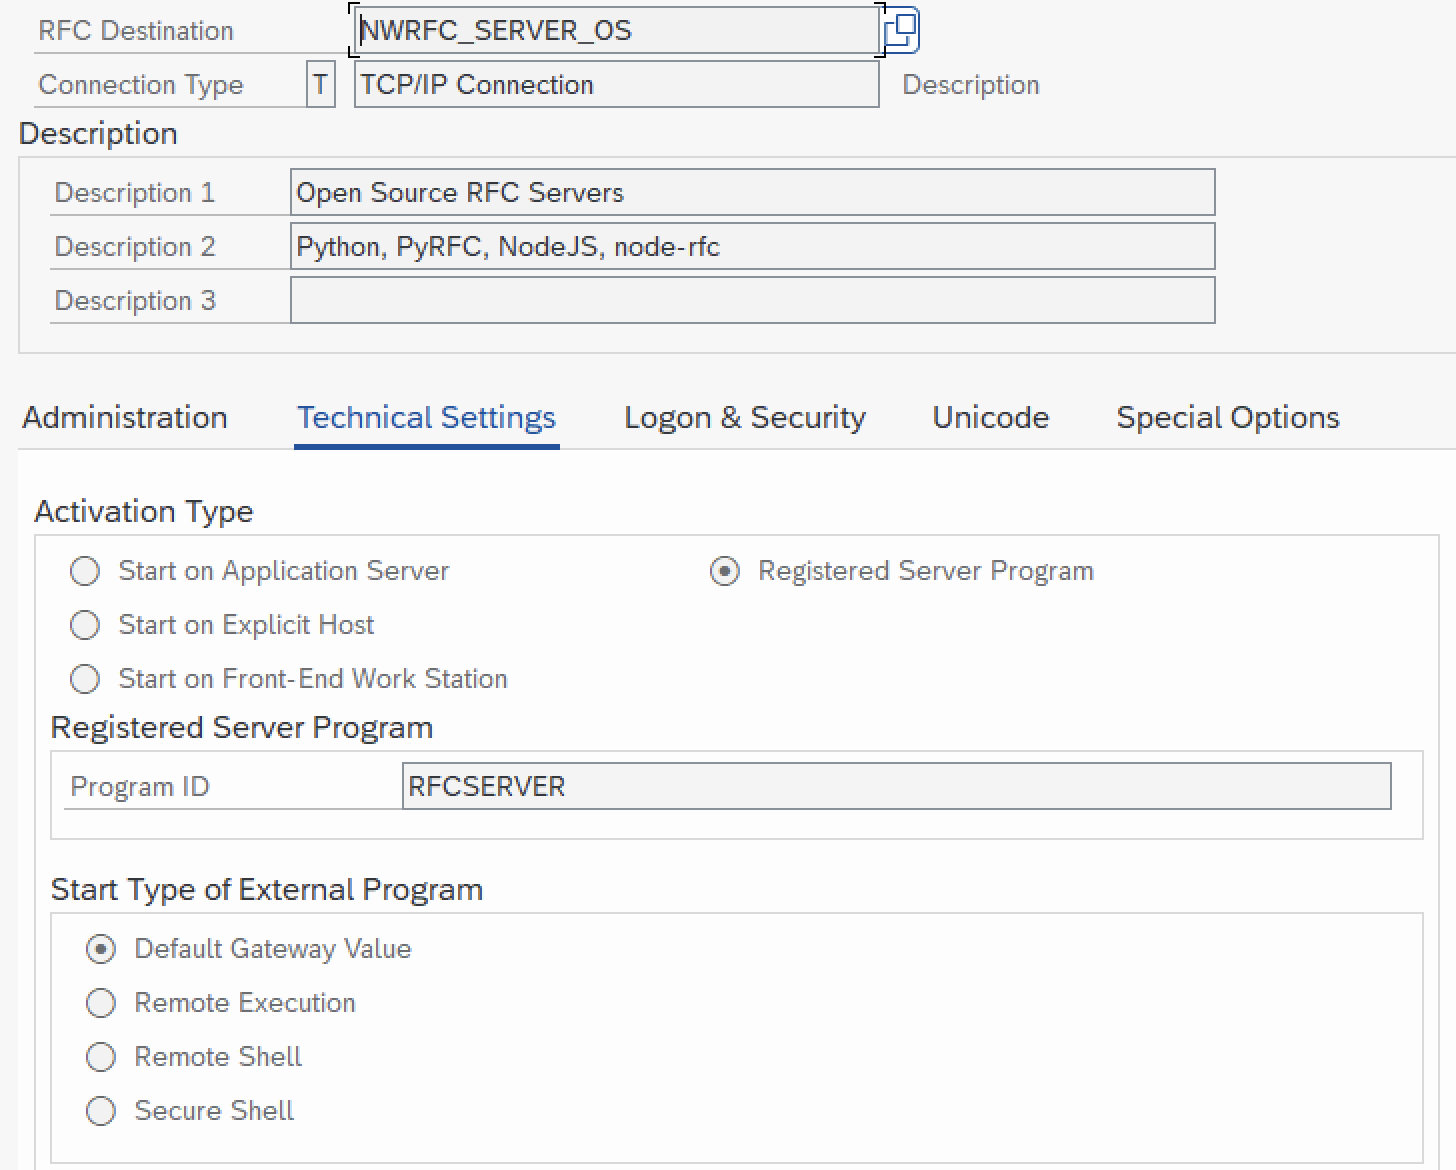 RFC Destination NWRFC_SERVER_OS
Connection Type T TCP/IP Connection Description
Description
Description 1 Open Source RFC Servers
Description 2 Python, PyRFC, NodeJS, node-rfc
Description 3
Administration Technical Settings Logon & Security Unicode Special Options
Activation Type
Start on Application Server Registered Server Program
Start on Explicit Host
Start on Front-End Work Station
Registered Server Program
Program ID RFCSERVER
Start Type of External Program
Default Gateway Value
Remote Execution
Remote Shell
Secure Shell